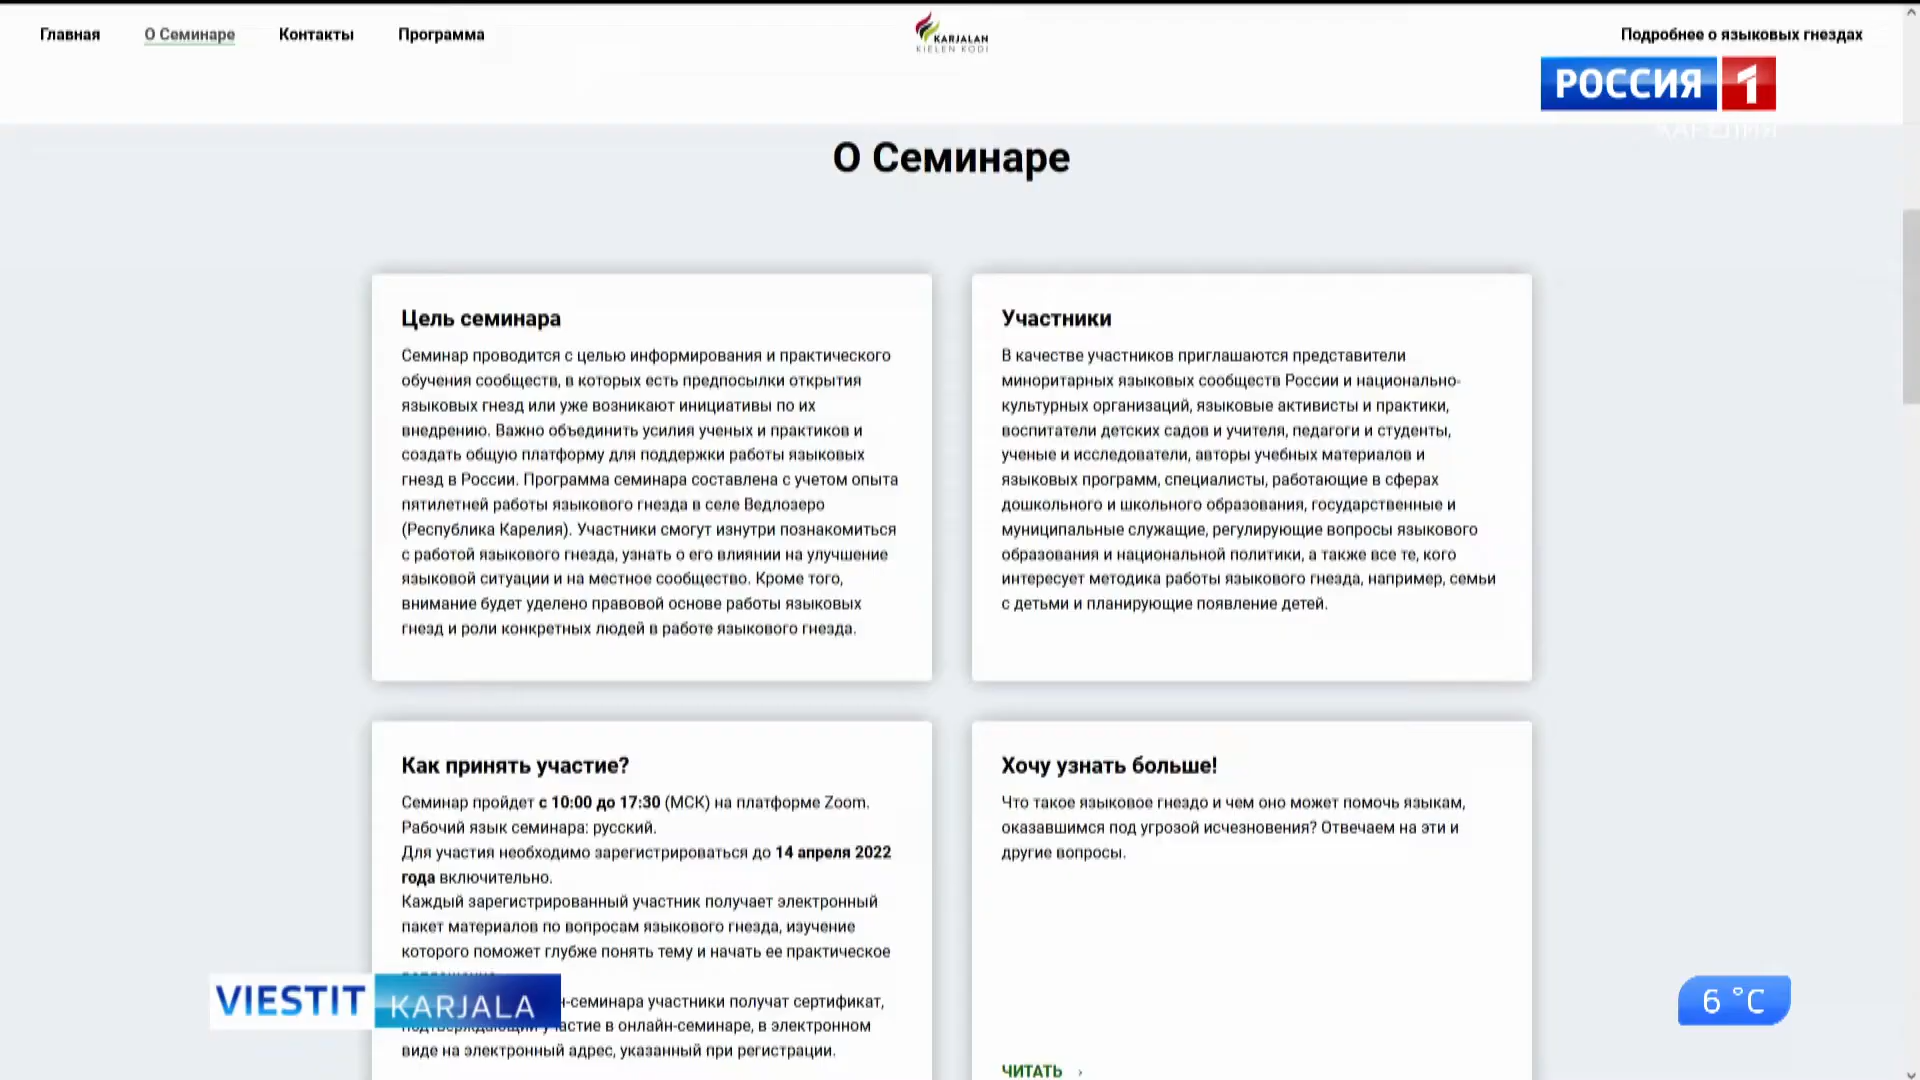 Главная
О Семинаре
Контакты
Программа
KARJALAN
KIELEN KODI
Подробнее о языковых гнездах
РОССИЯ 1
КАРЕЛИЯ
О Семинаре
Цель семинара
Семинар проводится с целью информирования и практического
обучения сообществ, в которых есть предпосылки открытия
языковых гнезд или уже возникают инициативы по их
внедрению. Важно объединить усилия ученых и практиков и
создать общую платформу для поддержки работы языковых
гнезд в России. Программа семинара составлена с учетом опыта
пятилетней работы языкового гнезда в селе Ведлозеро
(Республика Карелия). Участники смогут изнутри познакомиться
с работой языкового гнезда, узнать о его влиянии на улучшение
языковой ситуации и на местное сообщество. Кроме того,
внимание будет уделено правовой основе работы языковых
гнезд и роли конкретных людей в работе языкового гнезда.
Участники
В качестве участников приглашаются представители
миноритарных языковых сообществ России и национально-
культурных организаций, языковые активисты и практики,
воспитатели детских садов и учителя, педагоги и студенты,
ученые и исследователи, авторы учебных материалов и
языковых программ, специалисты, работающие в сферах
дошкольного и школьного образования, государственные и
муниципальные служащие, регулирующие вопросы языкового
образования и национальной политики, а также все те, кого
интересует методика работы языкового гнезда, например, семьи
с детьми и планирующие появление детей.
Как принять участие?
Семинар пройдет с 10:00 до 17:30 (МСК) на платформе Zoom.
Рабочий язык семинара: русский.
Для участия необходимо зарегистрироваться до 14 апреля 2022
года включительно.
Каждый зарегистрированный участник получает электронный
пакет материалов по вопросам языкового гнезда, изучение
которого поможет глубже понять тему и начать ее практическое
н-семинара участники получат сертификат,
подтверждающий участие в онлайн-семинаре, в электронном
виде на электронный адрес, указанный при регистрации.
Хочу узнать больше!
Что такое языковое гнездо и чем оно может помочь языкам,
оказавшимся под угрозой исчезновения? Отвечаем на эти и
другие вопросы.
ЧИТАТЬ ›
VIESTIT KARJALA
6 °C